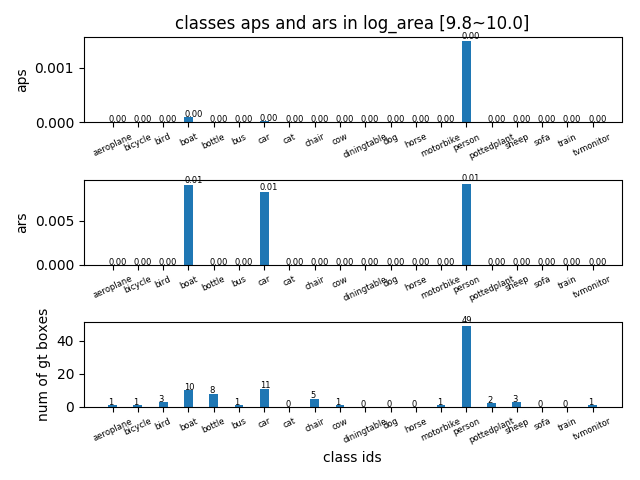 classes aps and ars in log_area [9.8~10.0]
aps
0.001
0.000
0.00 0.00 0.00 0.00 0.00 0.00 0.00 0.00 0.00 0.00 0.00 0.00 0.00 0.00 0.00 0.00 0.00 0.00 0.00 0.00
aeroplane bicycle bird boat bottle bus car cat chair cow diningtable dog horse motorbike person pottedplant sheep sofa train tvmonitor
ars
0.005
0.000
0.00 0.00 0.00 0.01 0.00 0.00 0.01 0.00 0.00 0.00 0.00 0.00 0.00 0.00 0.01 0.00 0.00 0.00 0.00 0.00
aeroplane bicycle bird boat bottle bus car cat chair cow diningtable dog horse motorbike person pottedplant sheep sofa train tvmonitor
num of gt boxes
40
20
0
1 1 3 10 8 1 11 0 5 1 0 0 0 1 49 2 3 0 0 1
aeroplane bicycle bird boat bottle bus car cat chair cow diningtable dog horse motorbike person pottedplant sheep sofa train tvmonitor
class ids